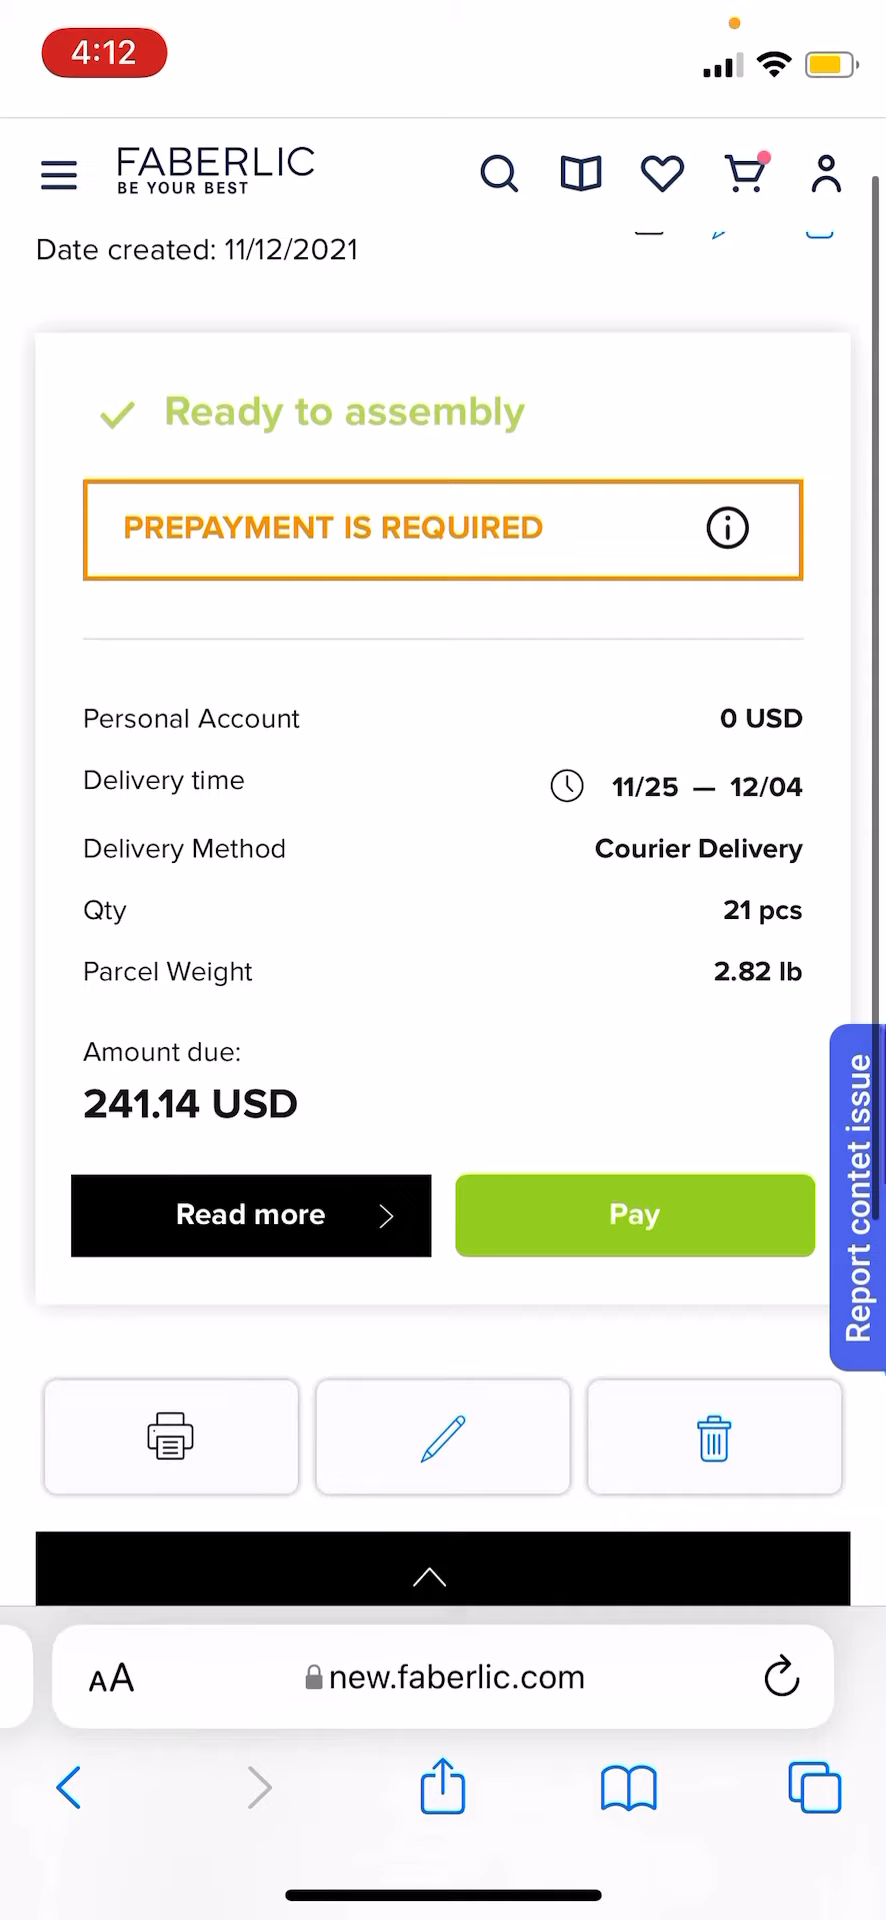 4:12
FABERLIC
BE YOUR BEST
Date created: 11/12/2021
Ready to assembly
PREPAYMENT IS REQUIRED
Personal Account 0 USD
Delivery time 11/25 — 12/04
Delivery Method Courier Delivery
Qty 21 pcs
Parcel Weight 2.82 lb
Amount due:
241.14 USD
Read more Pay
Report contet issue
AA new.faberlic.com